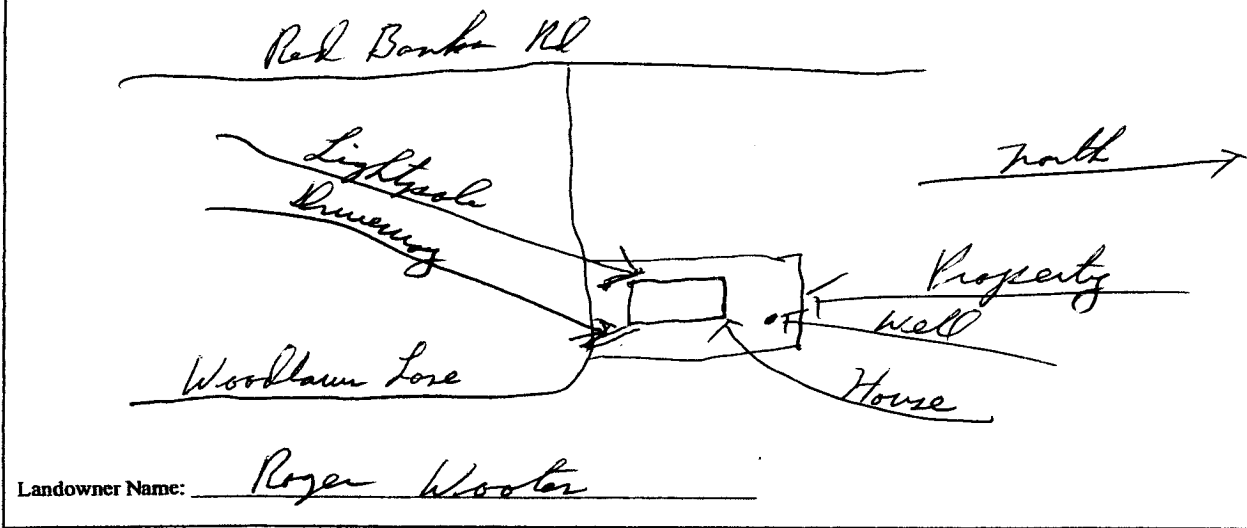 Red Banks Rd
Lightpole
north
Driveway
Property
Well
Woodlawn Lane
House
Landowner Name: Roger Wooten